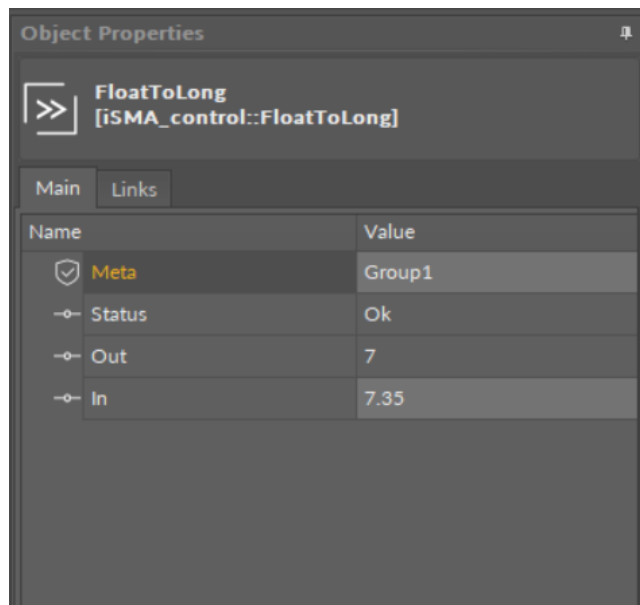 Object Properties
FloatToLong
[iSMA_control::FloatToLong]
Main Links
Name Value
Meta Group1
Status Ok
Out 7
In 7.35